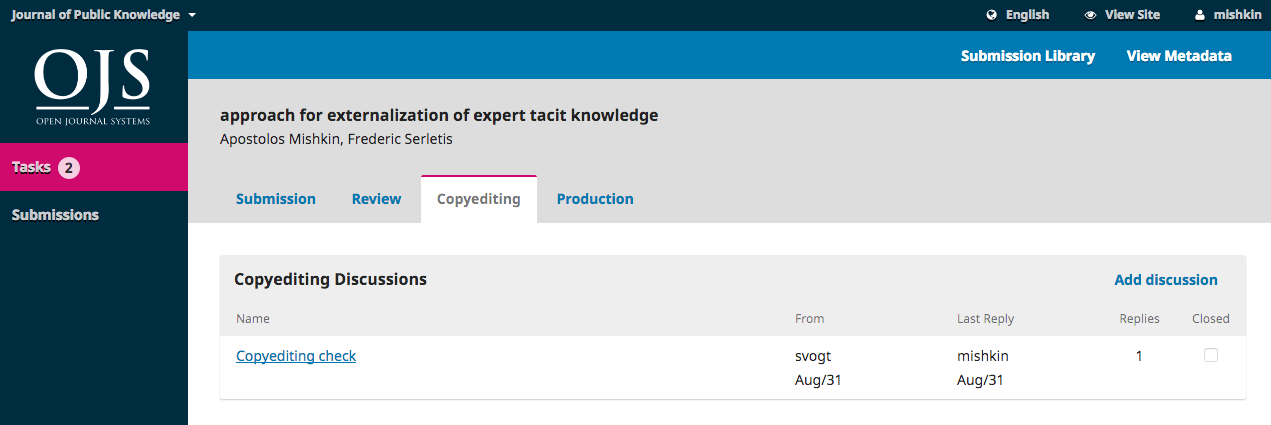 Journal of Public Knowledge English View Site mishkin
OJS
OPEN JOURNAL SYSTEMS
Submission Library View Metadata
approach for externalization of expert tacit knowledge
Apostolos Mishkin, Frederic Serletis
Tasks 2
Submissions
Submission Review Copyediting Production
Copyediting Discussions Add discussion
Name From Last Reply Replies Closed
Copyediting check svogt mishkin 1
Aug/31 Aug/31